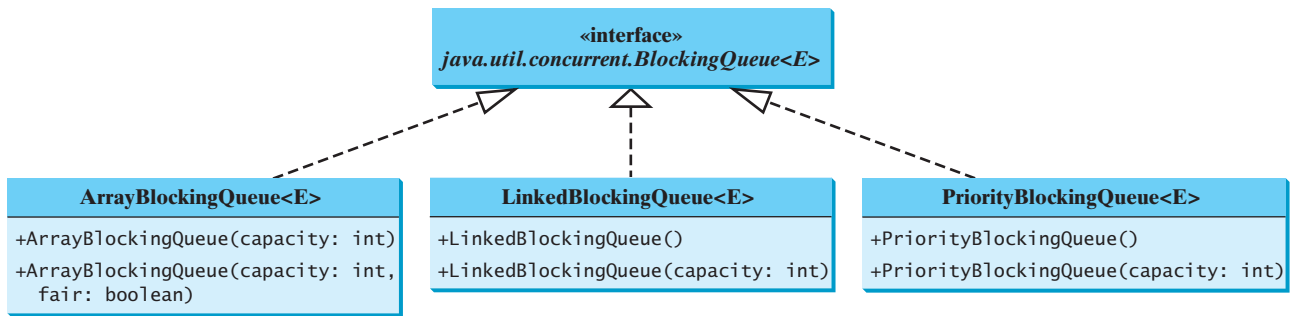 «interface»
java.util.concurrent.BlockingQueue<E>
ArrayBlockingQueue<E>
+ArrayBlockingQueue(capacity: int)
+ArrayBlockingQueue(capacity: int,
fair: boolean)
LinkedBlockingQueue<E>
+LinkedBlockingQueue()
+LinkedBlockingQueue(capacity: int)
PriorityBlockingQueue<E>
+PriorityBlockingQueue()
+PriorityBlockingQueue(capacity: int)